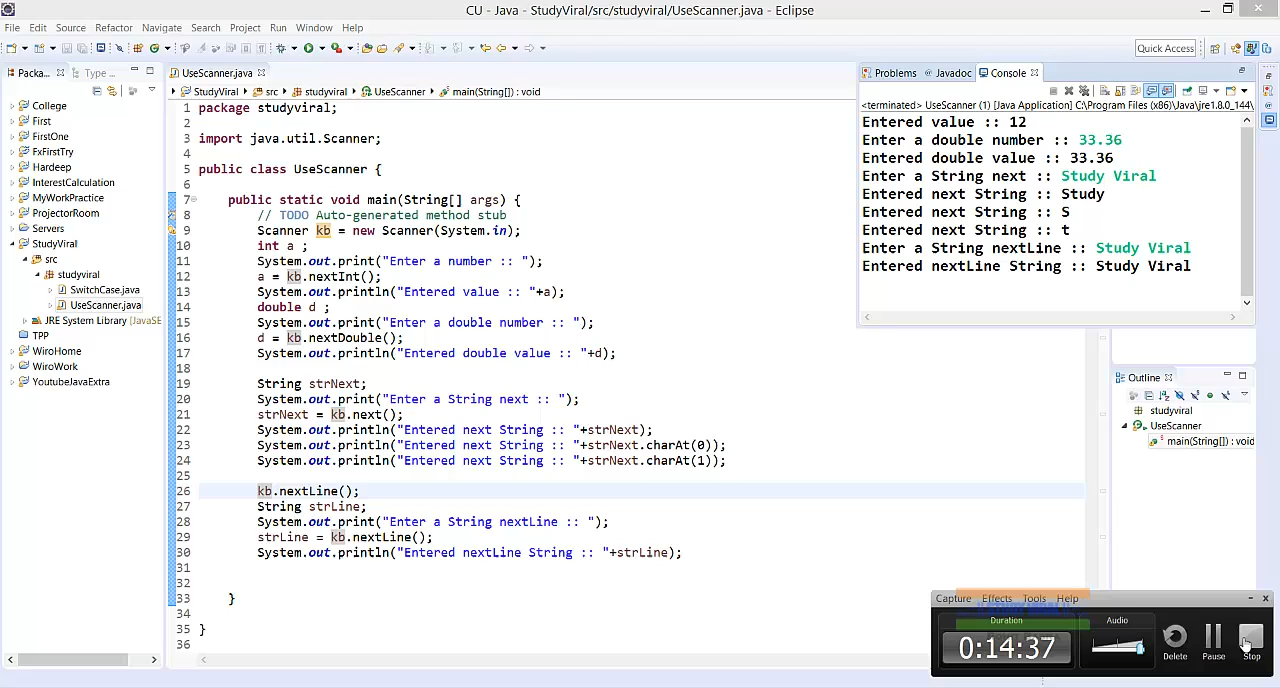 CU - Java - StudyViral/src/studyviral/UseScanner.java - Eclipse
File Edit Source Refactor Navigate Search Project Run Window Help
Quick Access
Packa...
Type ...
College
First
FirstOne
FxFirstTry
Hardeep
InterestCalculation
MyWorkPractice
ProjectorRoom
Servers
StudyViral
src
studyviral
SwitchCase.java
UseScanner.java
JRE System Library [JavaSE
TPP
WiroHome
WiroWork
YoutubeJavaExtra
UseScanner.java
StudyViral src studyviral UseScanner main(String[]) : void
1 package studyviral;
2
3 import java.util.Scanner;
4
5 public class UseScanner {
6
7 public static void main(String[] args) {
8 // TODO Auto-generated method stub
9 Scanner kb = new Scanner(System.in);
10 int a ;
11 System.out.print("Enter a number :: ");
12 a = kb.nextInt();
13 System.out.println("Entered value :: "+a);
14 double d ;
15 System.out.print("Enter a double number :: ");
16 d = kb.nextDouble();
17 System.out.println("Entered double value :: "+d);
18
19 String strNext;
20 System.out.print("Enter a String next :: ");
21 strNext = kb.next();
22 System.out.println("Entered next String :: "+strNext);
23 System.out.println("Entered next String :: "+strNext.charAt(0));
24 System.out.println("Entered next String :: "+strNext.charAt(1));
25
26 kb.nextLine();
27 String strLine;
28 System.out.print("Enter a String nextLine :: ");
29 strLine = kb.nextLine();
30 System.out.println("Entered nextLine String :: "+strLine);
31
32
33 }
34
35 }
36
Problems Javadoc Console
<terminated> UseScanner (1) [Java Application] C:\Program Files (x86)\Java\jre1.8.0_144\
Entered value :: 12
Enter a double number :: 33.36
Entered double value :: 33.36
Enter a String next :: Study Viral
Entered next String :: Study
Entered next String :: S
Entered next String :: t
Enter a String nextLine :: Study Viral
Entered nextLine String :: Study Viral
Outline
studyviral
UseScanner
main(String[]) : void
Capture Effects Tools Help
Duration
Audio
0:14:37
Delete Pause Stop